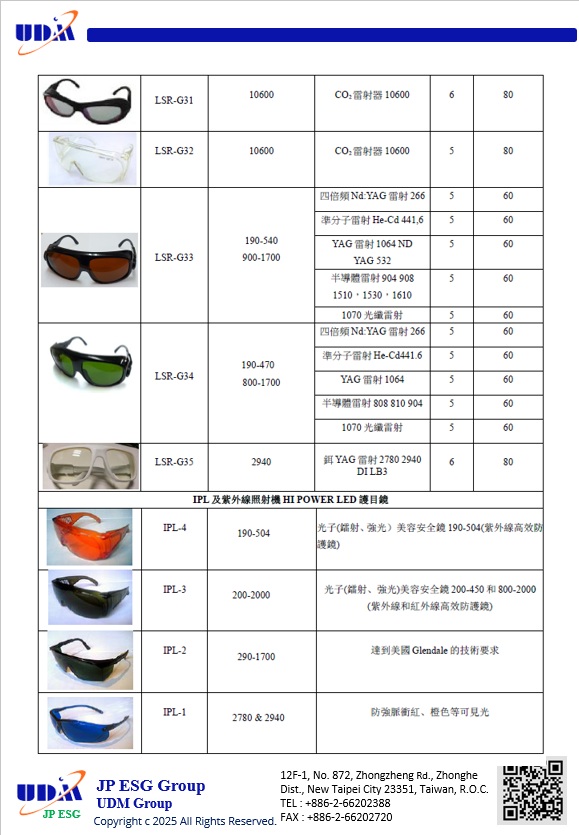 UDM
LSR-G31 10600 CO₂雷射器 10600 6 80
LSR-G32 10600 CO₂雷射器 10600 5 80
LSR-G33
190-540
900-1700
四倍頻 Nd:YAG 雷射 266 5 60
準分子雷射 He-Cd 441,6 5 60
YAG 雷射 1064 ND
YAG 532
5 60
半導體雷射 904 908
1510，1530，1610
5 60
1070 光纖雷射 5 60
LSR-G34
190-470
800-1700
四倍頻 Nd:YAG 雷射 266 5 60
準分子雷射 He-Cd441.6 5 60
YAG 雷射 1064 5 60
半導體雷射 808 810 904 5 60
1070 光纖雷射 5 60
LSR-G35 2940
鉺 YAG 雷射 2780 2940
DI LB3
6 80
IPL 及紫外線照射機 HI POWER LED 護目鏡
IPL-4 190-504
光子(鐳射、強光）美容安全鏡 190-504(紫外線高效防
護鏡)
IPL-3 200-2000
光子(鐳射、強光)美容安全鏡 200-450 和 800-2000
(紫外線和紅外線高效防護鏡)
IPL-2 290-1700 達到美國 Glendale 的技術要求
IPL-1 2780 & 2940 防強脈衝紅、橙色等可見光
UDM
JP ESG
JP ESG Group
UDM Group
Copyright c 2025 All Rights Reserved.
12F-1, No. 872, Zhongzheng Rd., Zhonghe
Dist., New Taipei City 23351, Taiwan, R.O.C.
TEL : +886-2-66202388
FAX : +886-2-66202720